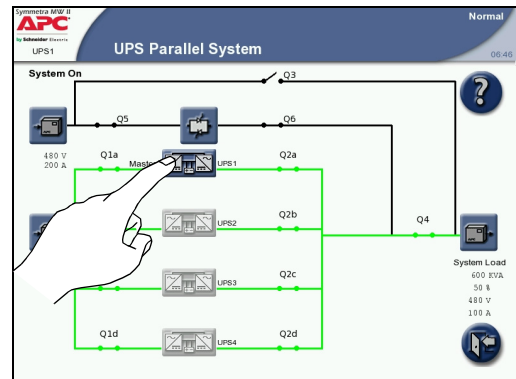 Symmetra MW II
APC
by Schneider Electric
UPS1
UPS Parallel System
Normal
06:46
System On
Q3
Q5
Q6
480 V
200 A
Q1a
Master
UPS1
Q2a
UPS2
Q2b
Q4
UPS3
Q2c
System Load
600 KVA
50 %
480 V
100 A
Q1d
UPS4
Q2d